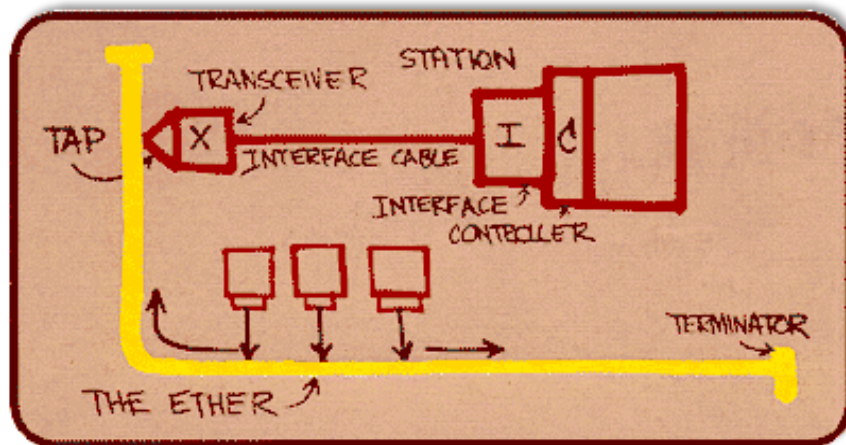 STATION
TRANSCEIVER
TAP
X
I
C
INTERFACE CABLE
INTERFACE
CONTROLLER
TERMINATOR
THE ETHER